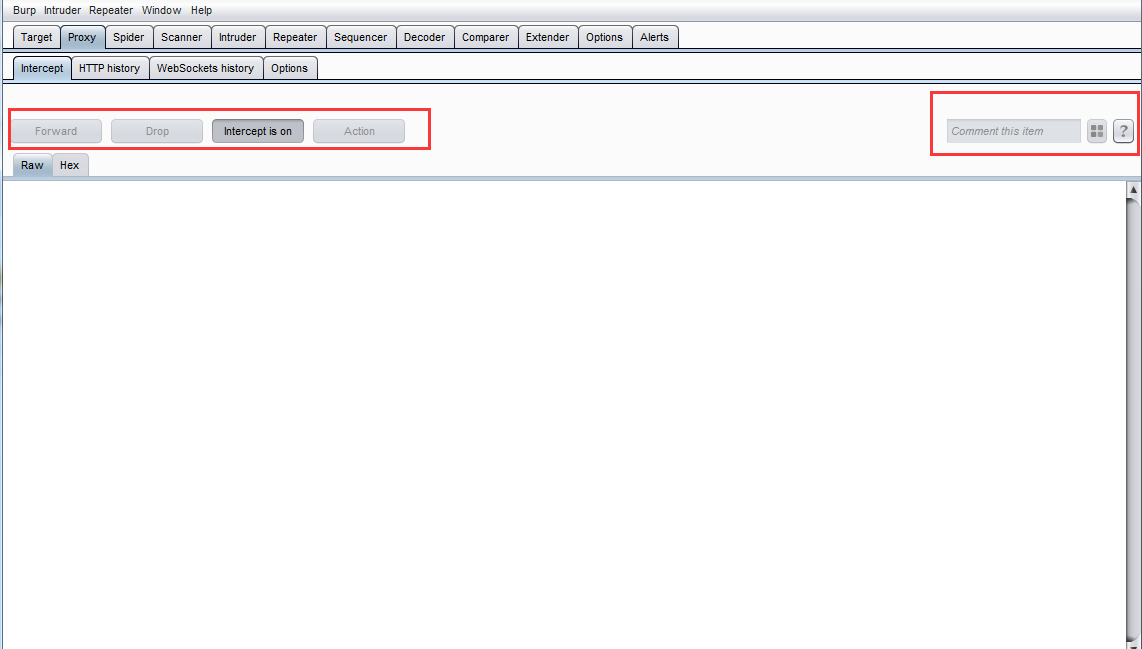 Burp Intruder Repeater Window Help
Target Proxy Spider Scanner Intruder Repeater Sequencer Decoder Comparer Extender Options Alerts
Intercept HTTP history WebSockets history Options
Forward Drop Intercept is on Action Comment this item ?
Raw Hex